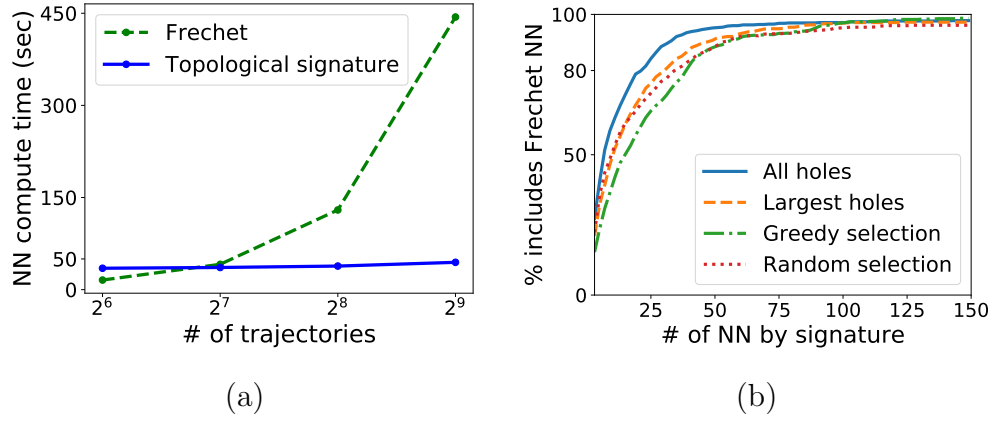 NN compute time (sec)
450
300
150
50
0
Frechet
Topological signature
2^6
2^7
2^8
2^9
# of trajectories
(a)
% includes Frechet NN
100
80
50
0
All holes
Largest holes
Greedy selection
Random selection
25
50
75
100
125
150
# of NN by signature
(b)